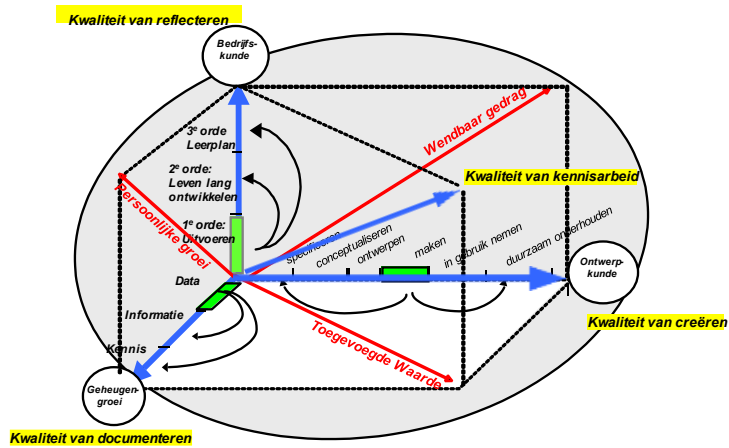 Kwaliteit van reflecteren
Bedrijfs-
kunde
3e orde
Leerplan
2e orde:
Leven lang
ontwikkelen
1e orde:
Uitvoeren
Wendbaar gedrag
Kwaliteit van kennisarbeid
Persoonlijke groei
specificeren
conceptualiseren
ontwerpen
maken
in gebruik nemen
duurzaam onderhouden
Ontwerp-
kunde
Kwaliteit van creëren
Data
Informatie
Kennis
Toegevoegde Waarde
Geheugen-
groei
Kwaliteit van documenteren